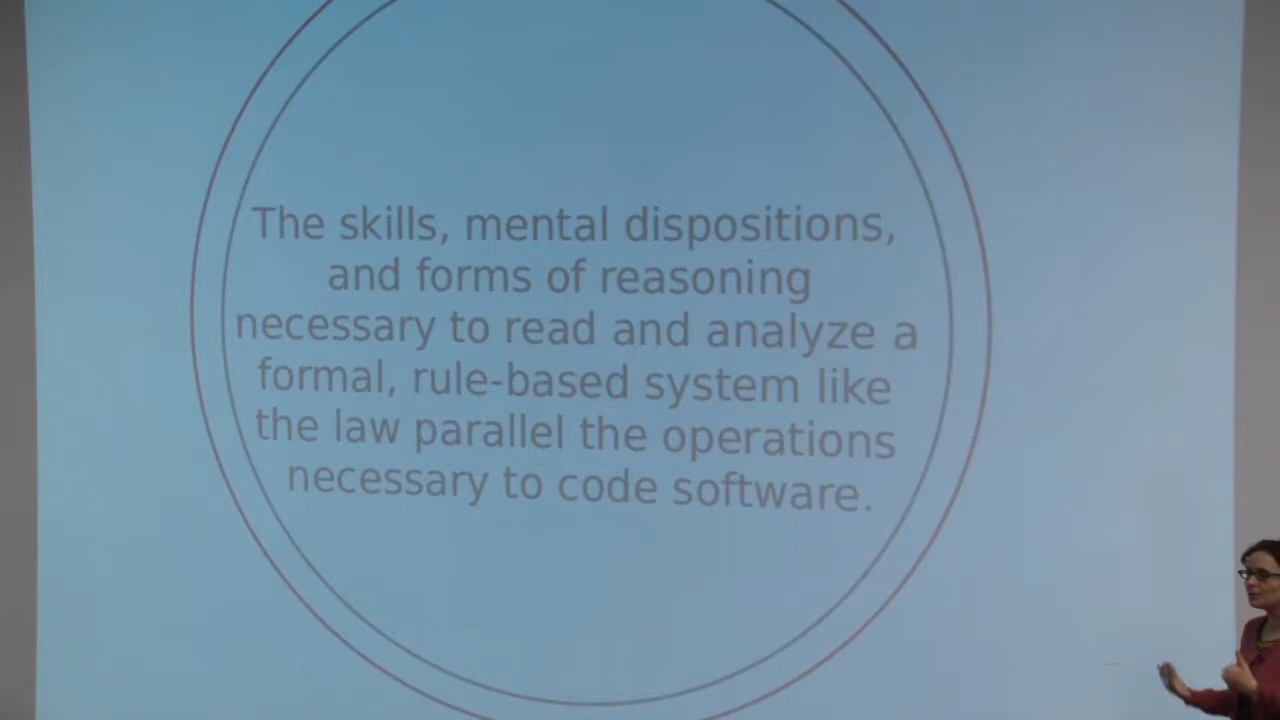 The skills, mental dispositions,
and forms of reasoning
necessary to read and analyze a
formal, rule-based system like
the law parallel the operations
necessary to code software.